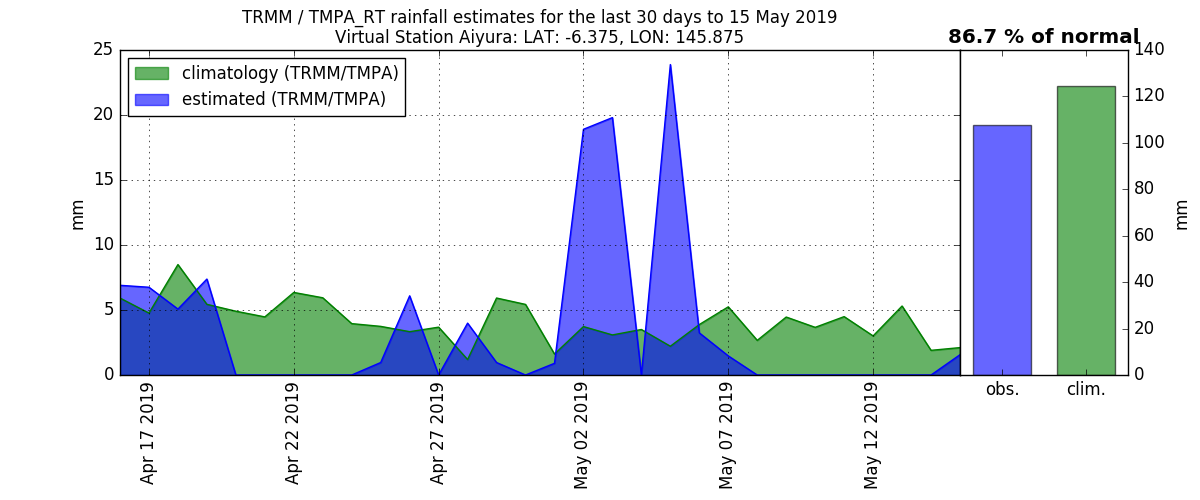 TRMM / TMPA_RT rainfall estimates for the last 30 days to 15 May 2019
Virtual Station Aiyura: LAT: -6.375, LON: 145.875
86.7 % of normal
climatology (TRMM/TMPA)
estimated (TRMM/TMPA)
mm
25
20
15
10
5
0
Apr 17 2019
Apr 22 2019
Apr 27 2019
May 02 2019
May 07 2019
May 12 2019
obs.
clim.
140
120
100
80
60
40
20
0
mm